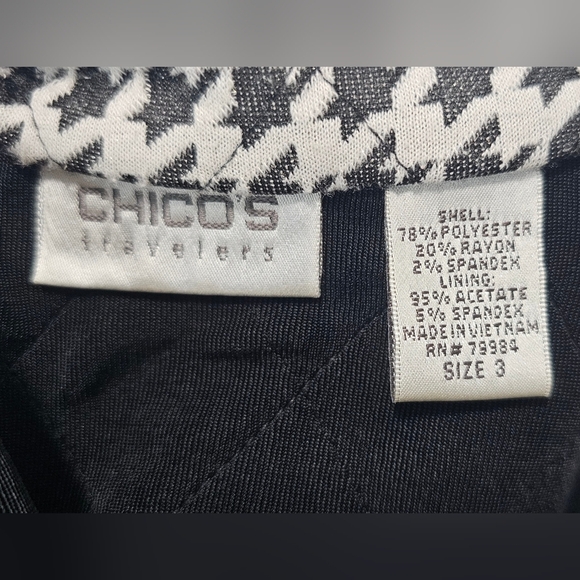 CHICO'S
travelers
SHELL:
78% POLYESTER
20% RAYON
2% SPANDEX
LINING:
95% ACETATE
5% SPANDEX
MADE IN VIETNAM
RN# 79984
SIZE 3